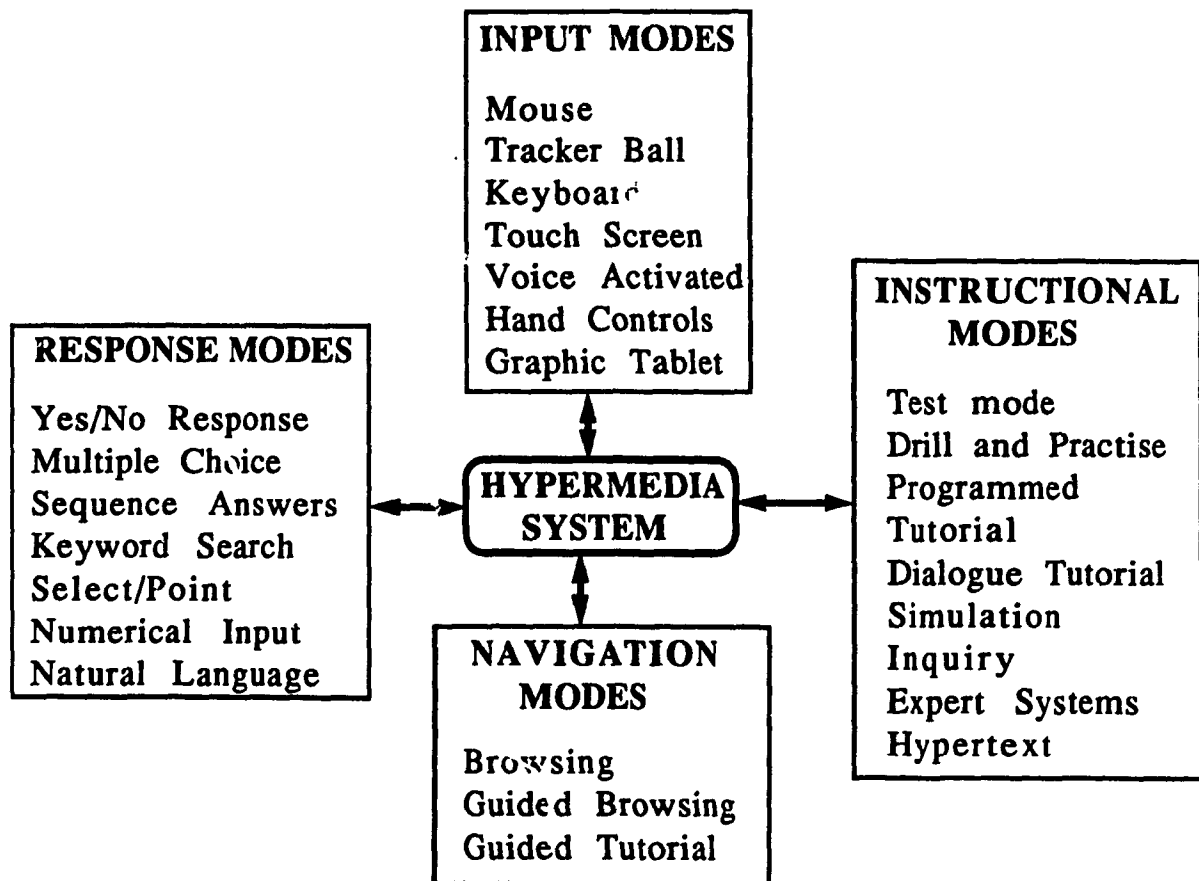 INPUT MODES
Mouse
Tracker Ball
Keyboard
Touch Screen
Voice Activated
Hand Controls
Graphic Tablet
RESPONSE MODES
Yes/No Response
Multiple Choice
Sequence Answers
Keyword Search
Select/Point
Numerical Input
Natural Language
HYPERMEDIA
SYSTEM
INSTRUCTIONAL
MODES
Test mode
Drill and Practise
Programmed
Tutorial
Dialogue Tutorial
Simulation
Inquiry
Expert Systems
Hypertext
NAVIGATION
MODES
Browsing
Guided Browsing
Guided Tutorial